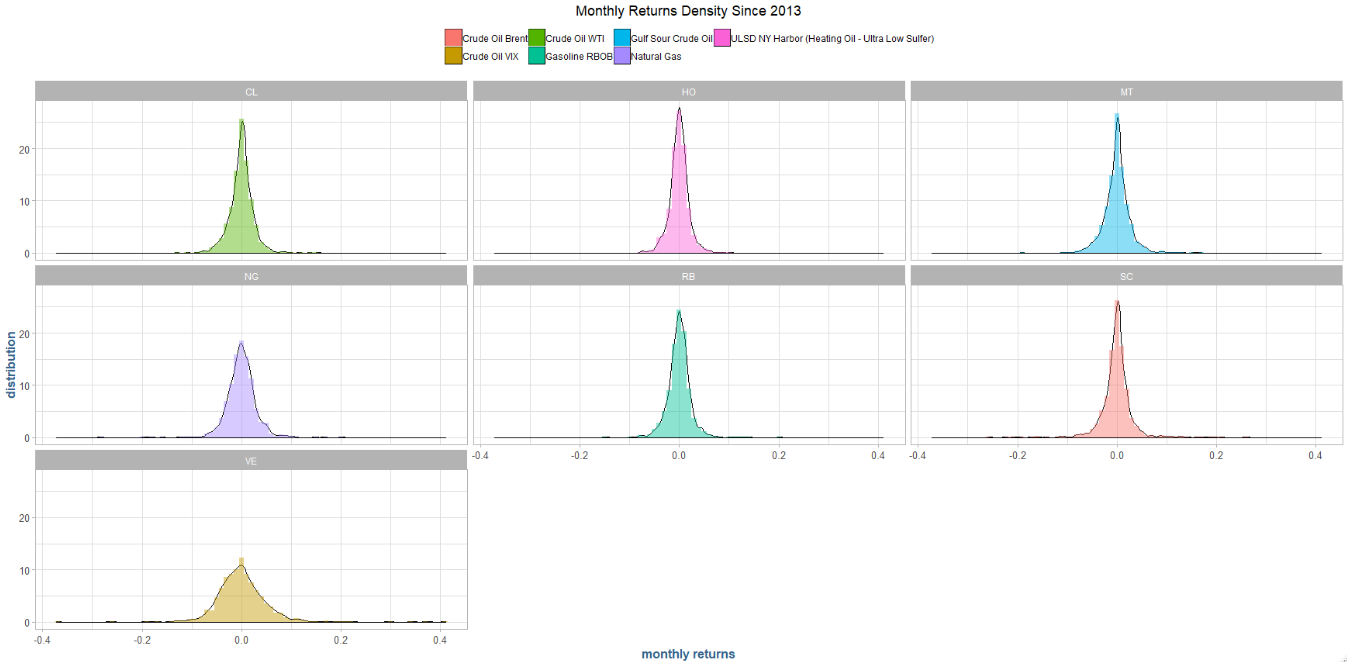 Monthly Returns Density Since 2013
Crude Oil Brent Crude Oil WTI Gulf Sour Crude Oil ULSD NY Harbor (Heating Oil - Ultra Low Sulfer)
Crude Oil VIX Gasoline RBOB Natural Gas
CL HO MT
20
10
0
NG RB SC
20
10
0
-0.4 -0.2 0.0 0.2 0.4 -0.4 -0.2 0.0 0.2 0.4
VE
20
10
0
-0.4 -0.2 0.0 0.2 0.4
distribution
monthly returns